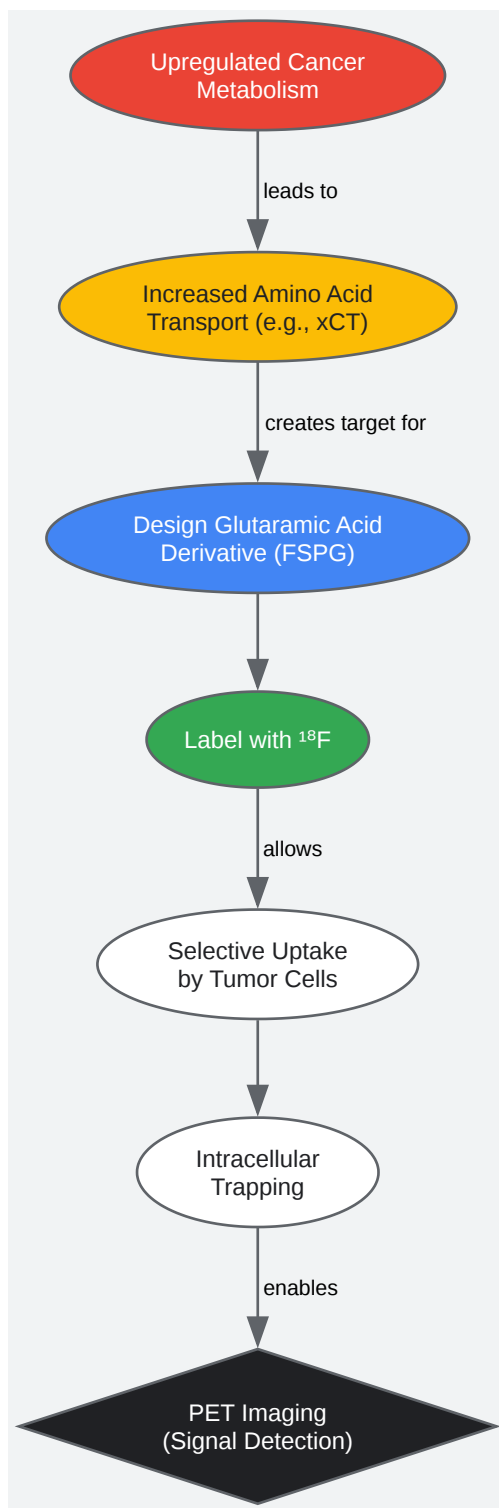 Upregulated Cancer
Metabolism
leads to
Increased Amino Acid
Transport (e.g., xCT)
creates target for
Design Glutaramic Acid
Derivative (FSPG)
Label with ¹⁸F
allows
Selective Uptake
by Tumor Cells
Intracellular
Trapping
enables
PET Imaging
(Signal Detection)